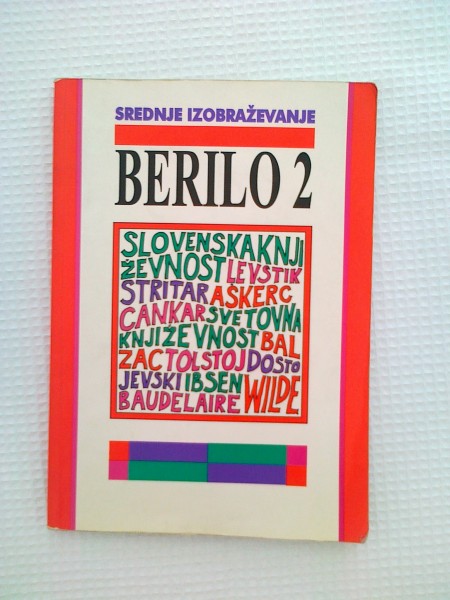 SREDNJE IZOBRAŽEVANJE
BERILO 2
SLOVENSKAKNJI
ŽEVNOST LEVSTIK
STRITAR AŠKERC
CANKAR SVETOVNA
KNJIŽEVNOST BAL
ZAC TOLSTOJ DOSTO
JEVSKI IBSEN WILDE
BAUDELAIRE